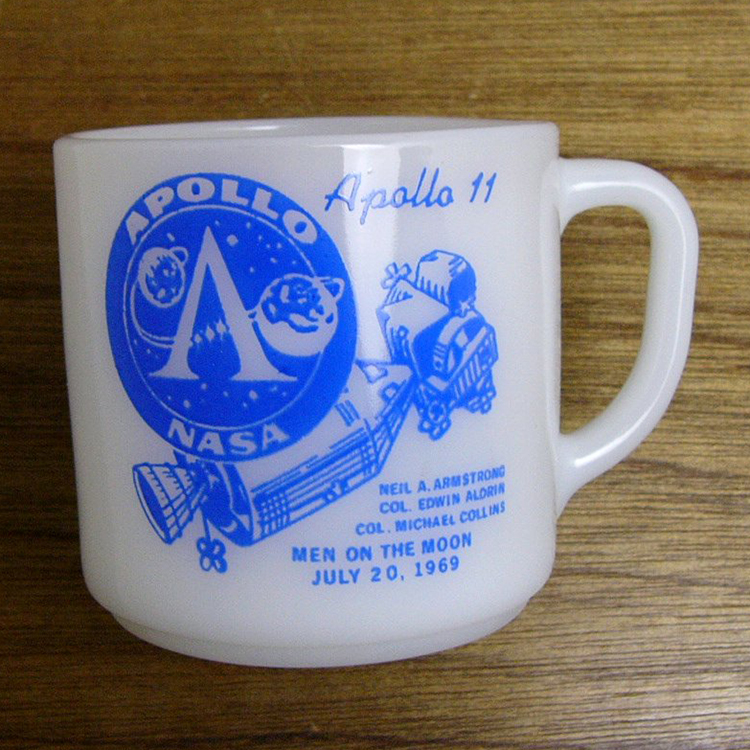 APOLLO
A
NASA
Apollo 11
NEIL A. ARMSTRONG
COL. EDWIN ALDRIN
COL. MICHAEL COLLINS
MEN ON THE MOON
JULY 20, 1969